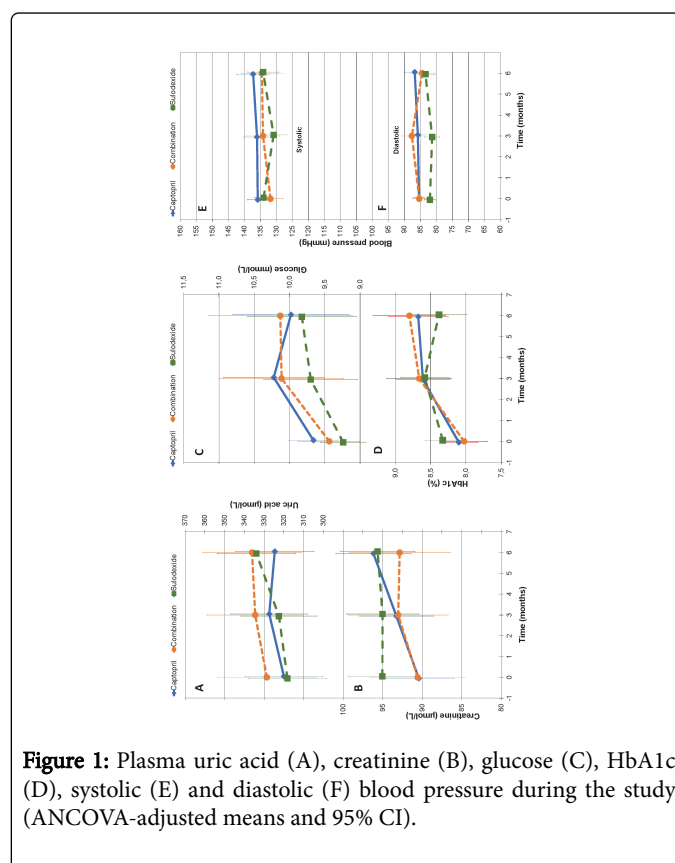 Captopril Combination Sulodexide
E
Systolic
F
Diastolic
Blood pressure (mmHg)
160
155
150
145
140
135
130
125
120
115
110
105
100
95
90
85
80
75
70
65
60
-1 0 1 2 3 4 5 6 7
Time (months)
Captopril Combination Sulodexide
C
Glucose (mmol/L)
11.5
11.0
10.5
10.0
9.5
9.0
D
HbA1c (%)
9.0
8.5
8.0
7.5
-1 0 1 2 3 4 5 6 7
Time (months)
Captopril Combination Sulodexide
A
Uric acid (µmol/L)
370
360
350
340
330
320
310
300
B
Creatinine (µmol/L)
100
95
90
85
80
-1 0 1 2 3 4 5 6 7
Time (months)
Figure 1: Plasma uric acid (A), creatinine (B), glucose (C), HbA1c
(D), systolic (E) and diastolic (F) blood pressure during the study
(ANCOVA-adjusted means and 95% CI).